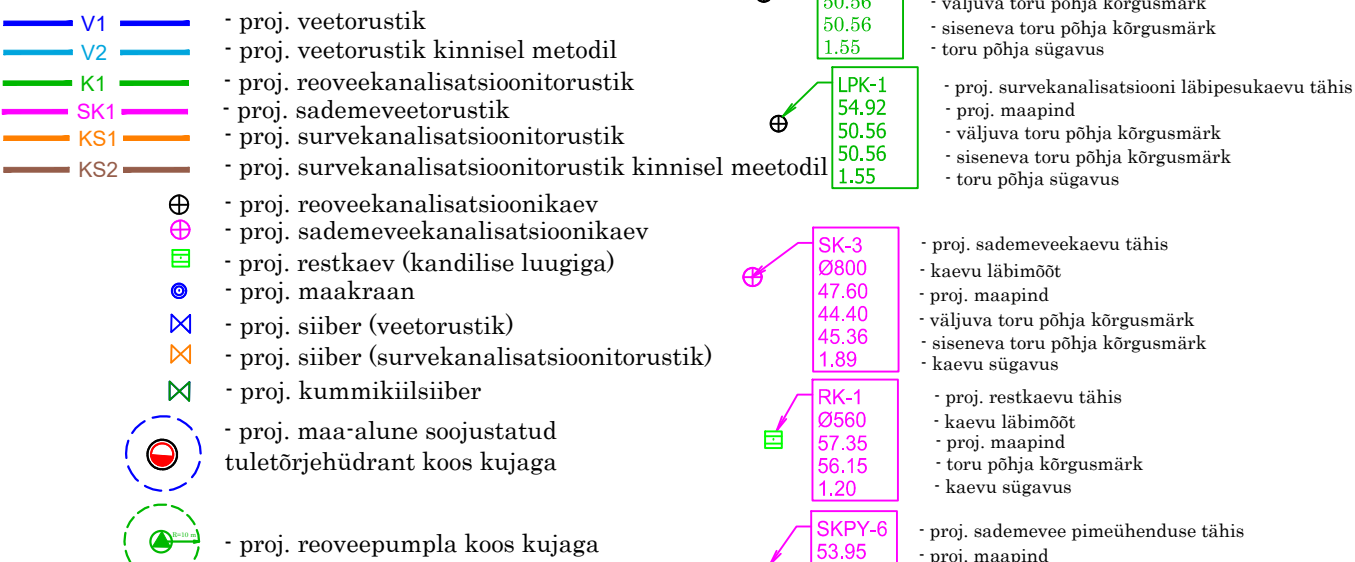 V1 - proj. veetorustik
V2 - proj. veetorustik kinnisel metodil
K1 - proj. reoveekanalisatsioonitorustik
SK1 - proj. sademeveetorustik
KS1 - proj. survekanalisatsioonitorustik
KS2 - proj. survekanalisatsioonitorustik kinnisel meetodil
- proj. reoveekanalisatsioonikaev
- proj. sademeveekanalisatsioonikaev
- proj. restkaev (kandilise luugiga)
- proj. maakraan
- proj. siiber (veetorustik)
- proj. siiber (survekanalisatsioonitorustik)
- proj. kummikiilsiiber
- proj. maa-alune soojustatud
tuletõrjehüdrant koos kujaga
R=10 m
- proj. reoveepumpla koos kujaga
50.56 - väljuva toru põhja kõrgusmärk
50.56 - siseneva toru põhja kõrgusmärk
1.55 - toru põhja sügavus
LPK-1 - proj. survekanalisatsiooni läbipesukaevu tähis
54.92 - proj. maapind
50.56 - väljuva toru põhja kõrgusmärk
50.56 - siseneva toru põhja kõrgusmärk
1.55 - toru põhja sügavus
SK-3 - proj. sademeveekaevu tähis
Ø800 - kaevu läbimõõt
47.60 - proj. maapind
44.40 - väljuva toru põhja kõrgusmärk
45.36 - siseneva toru põhja kõrgusmärk
1.89 - kaevu sügavus
RK-1 - proj. restkaevu tähis
Ø560 - kaevu läbimõõt
57.35 - proj. maapind
56.15 - toru põhja kõrgusmärk
1.20 - kaevu sügavus
SKPY-6 - proj. sademevee pimeühenduse tähis
53.95 - proj. maapind